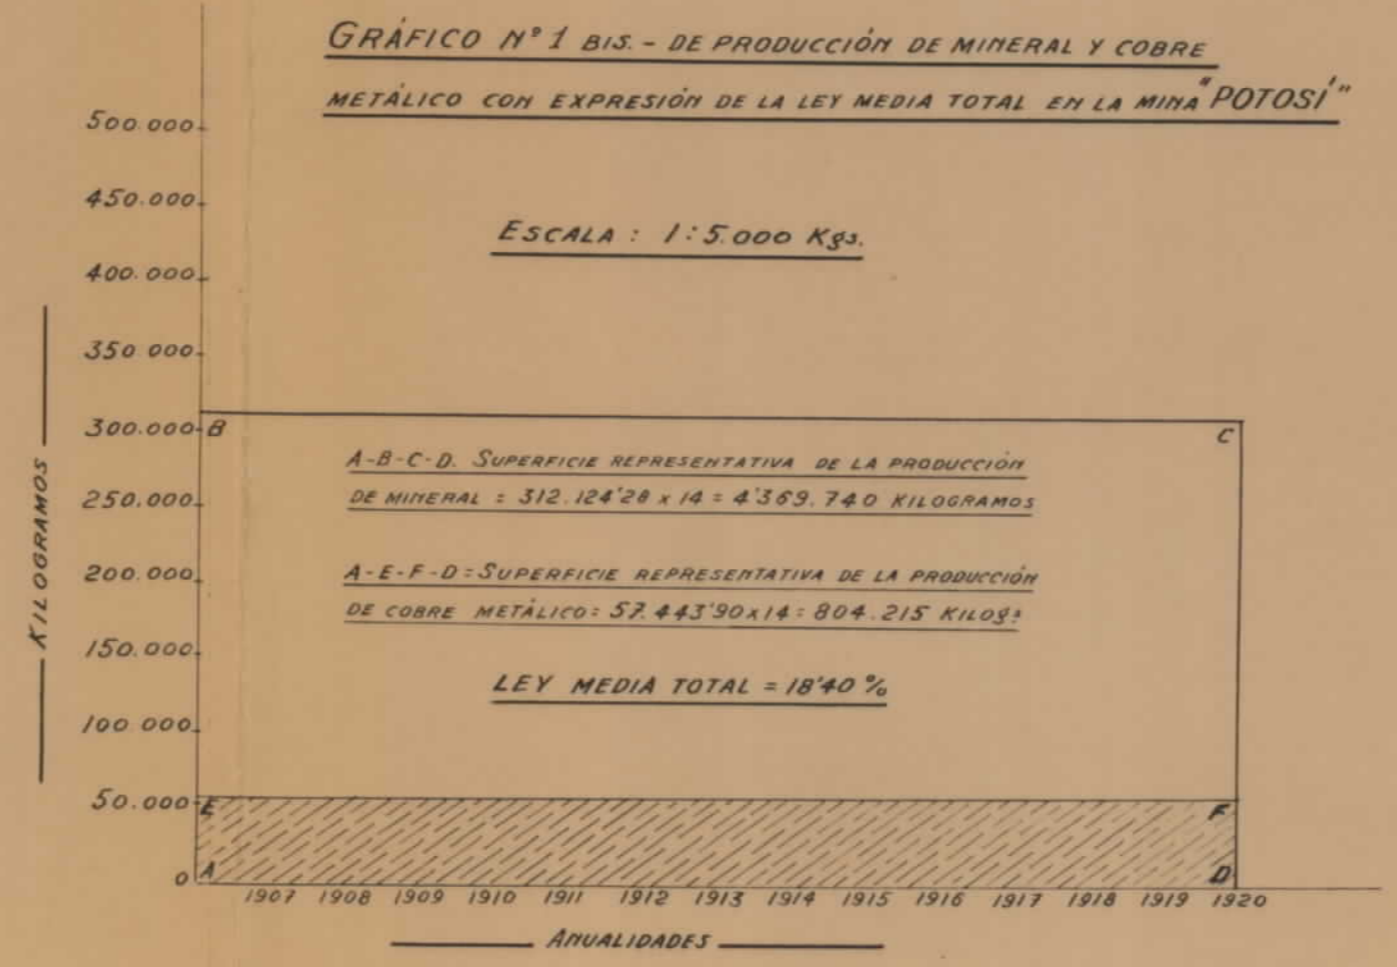 GRÁFICO Nº 1 BIS. - DE PRODUCCIÓN DE MINERAL Y COBRE
METÁLICO CON EXPRESIÓN DE LA LEY MEDIA TOTAL EN LA MINA "POTOSÍ"
ESCALA : 1:5.000 Kgs.
500.000
450.000
400.000
350.000
300.000
250.000
200.000
150.000
100.000
50.000
0
KILOGRAMOS
B
C
A-B-C-D. SUPERFICIE REPRESENTATIVA DE LA PRODUCCIÓN
DE MINERAL = 312.124'28 x 14 = 4'369.740 KILOGRAMOS
A-E-F-D = SUPERFICIE REPRESENTATIVA DE LA PRODUCCIÓN
DE COBRE METÁLICO = 57.443'90 x 14 = 804.215 KILOGˢ
LEY MEDIA TOTAL = 18'40 %
E
F
A
D
1907 1908 1909 1910 1911 1912 1913 1914 1915 1916 1917 1918 1919 1920
ANUALIDADES